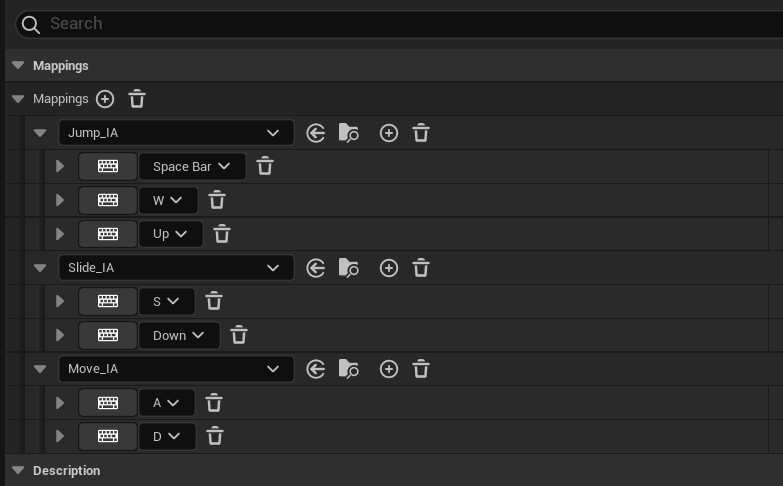 Search
Mappings
Mappings
Jump_IA
Space Bar
W
Up
Slide_IA
S
Down
Move_IA
A
D
Description